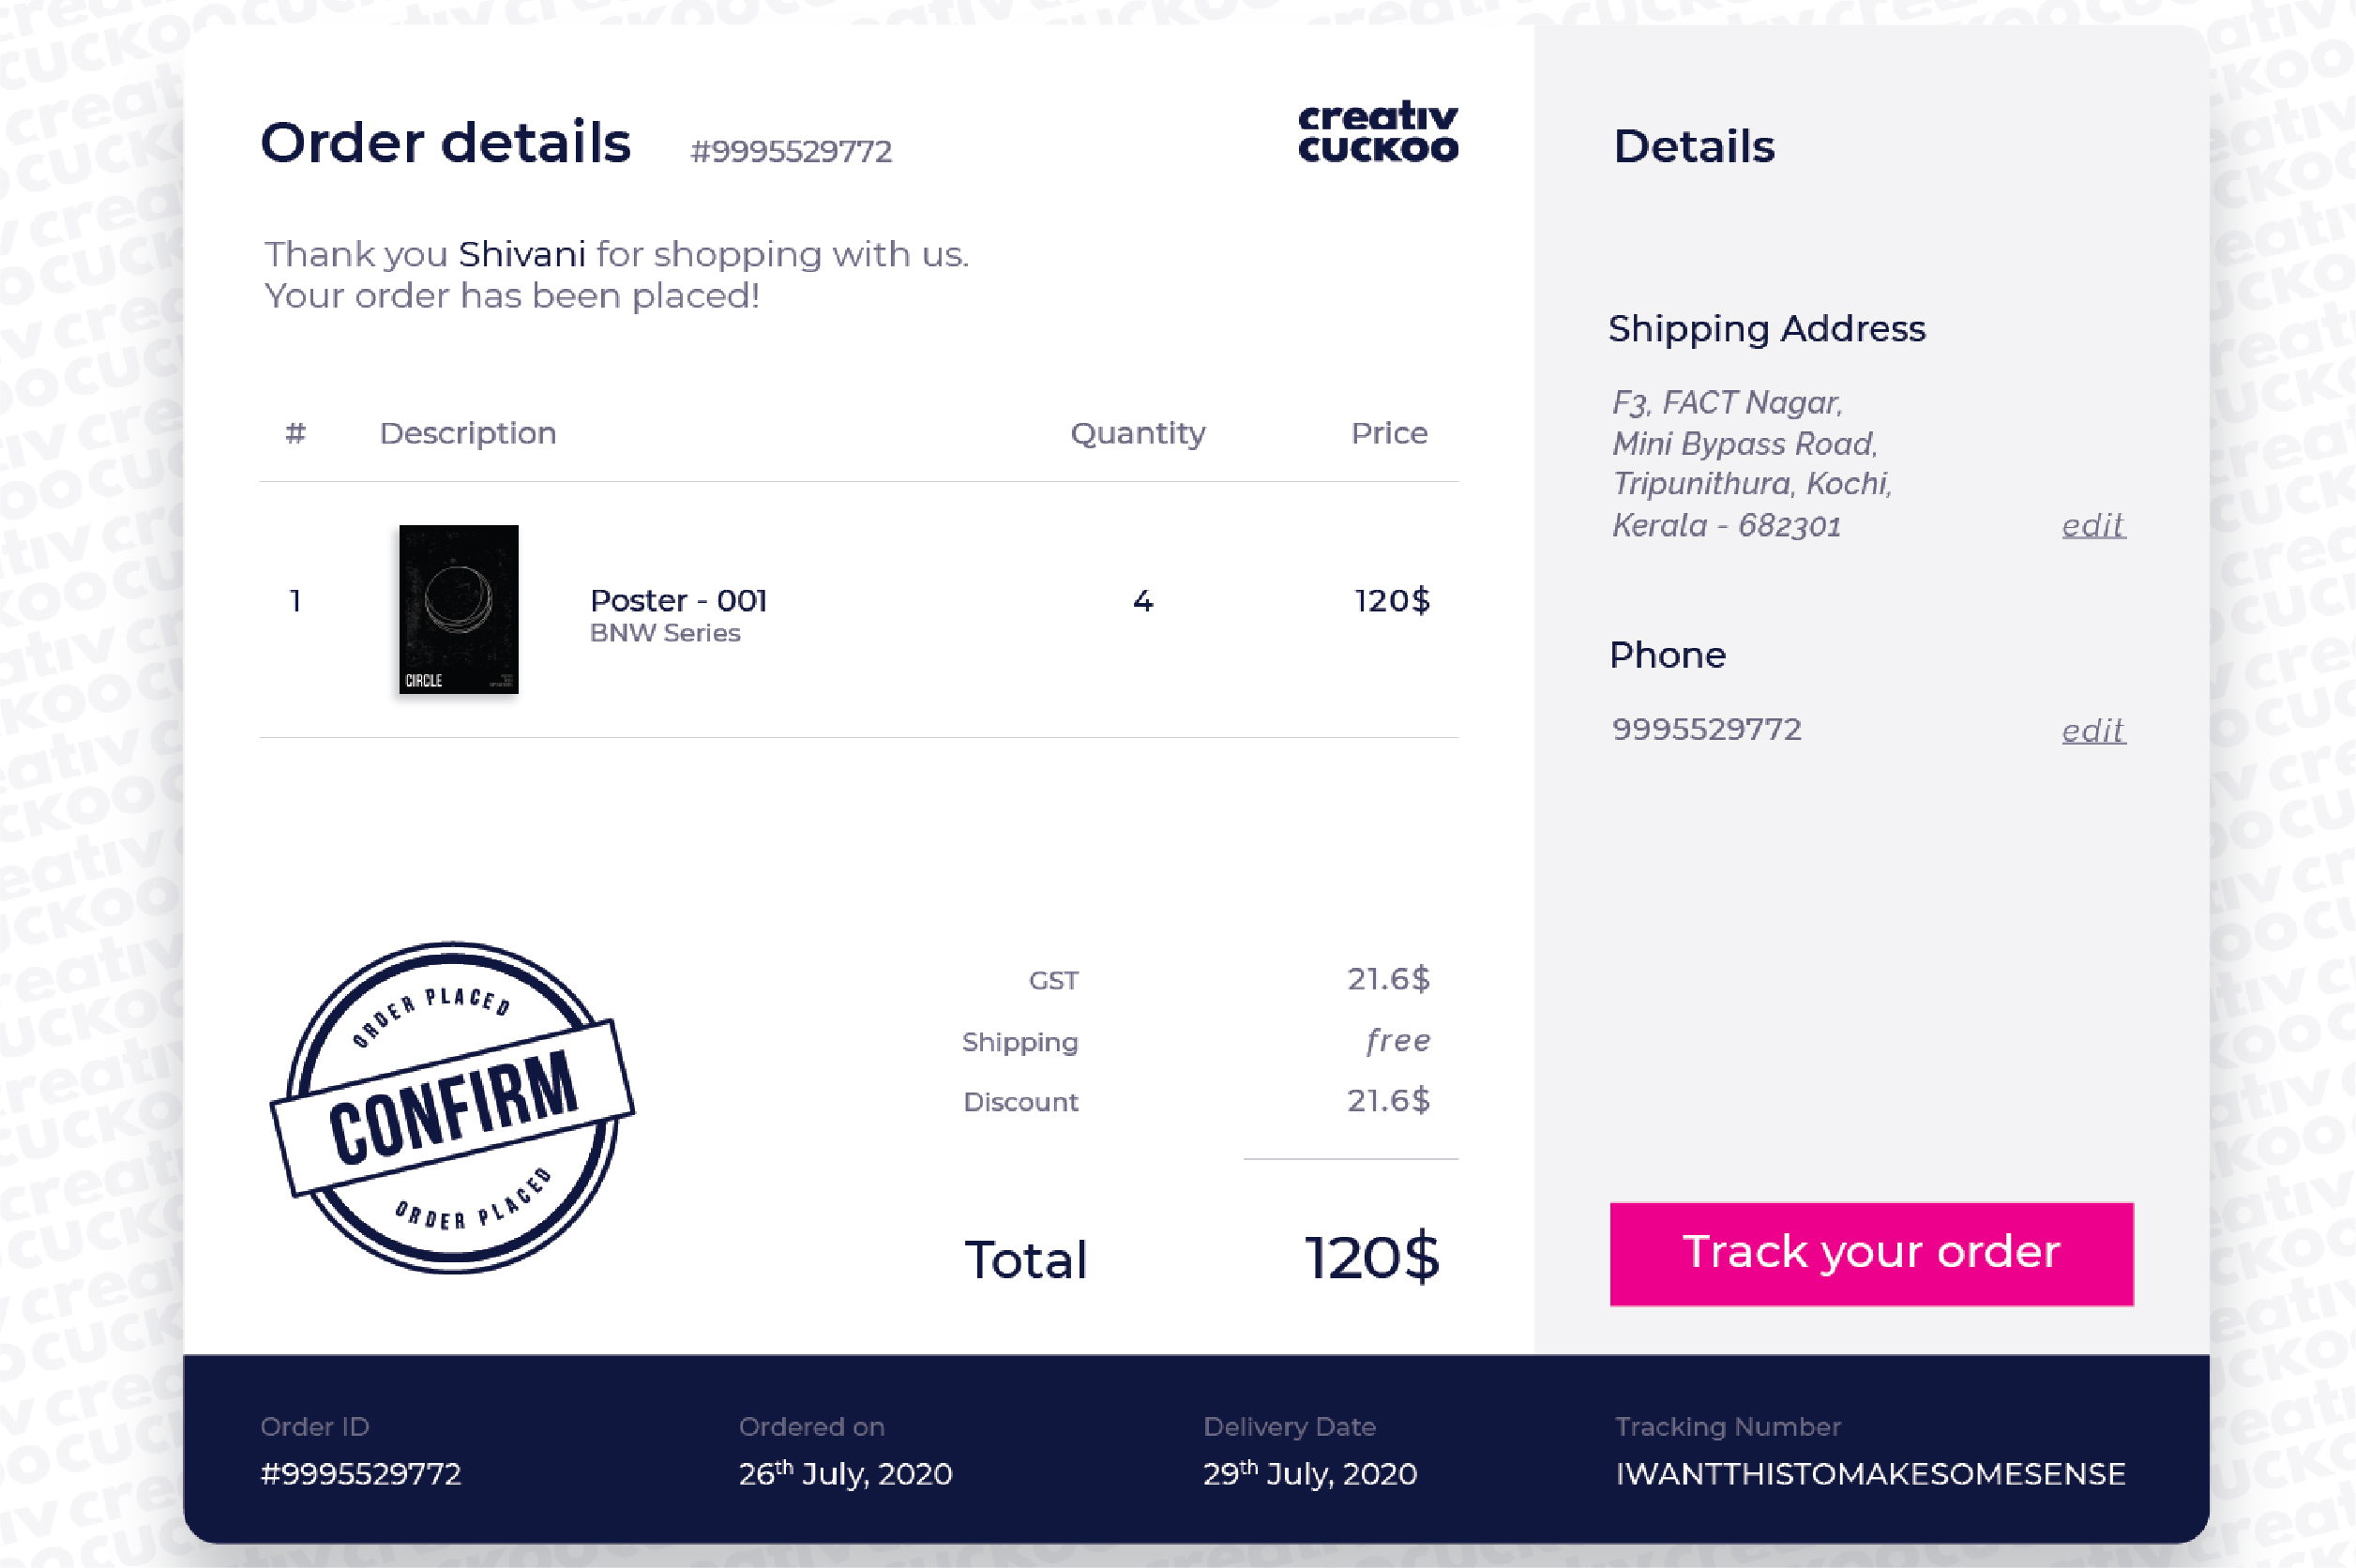 Order details #9995529772
creativ
cuckoo
Thank you Shivani for shopping with us.
Your order has been placed!
# Description Quantity Price
1 Poster - 001 4 120$
BNW Series
CIRCLE
GST 21.6$
Shipping free
Discount 21.6$
Total 120$
ORDER PLACED
CONFIRM
ORDER PLACED
Details
Shipping Address
F3, FACT Nagar,
Mini Bypass Road,
Tripunithura, Kochi,
Kerala - 682301 edit
Phone
9995529772 edit
Track your order
Order ID Ordered on Delivery Date Tracking Number
#9995529772 26th July, 2020 29th July, 2020 IWANTTHISTOMAKESOMESENSE